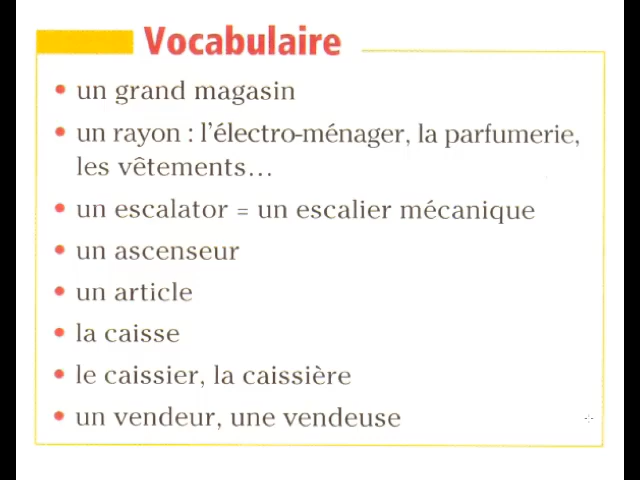 Vocabulaire
• un grand magasin
• un rayon : l'électro-ménager, la parfumerie,
les vêtements...
• un escalator = un escalier mécanique
• un ascenseur
• un article
• la caisse
• le caissier, la caissière
• un vendeur, une vendeuse